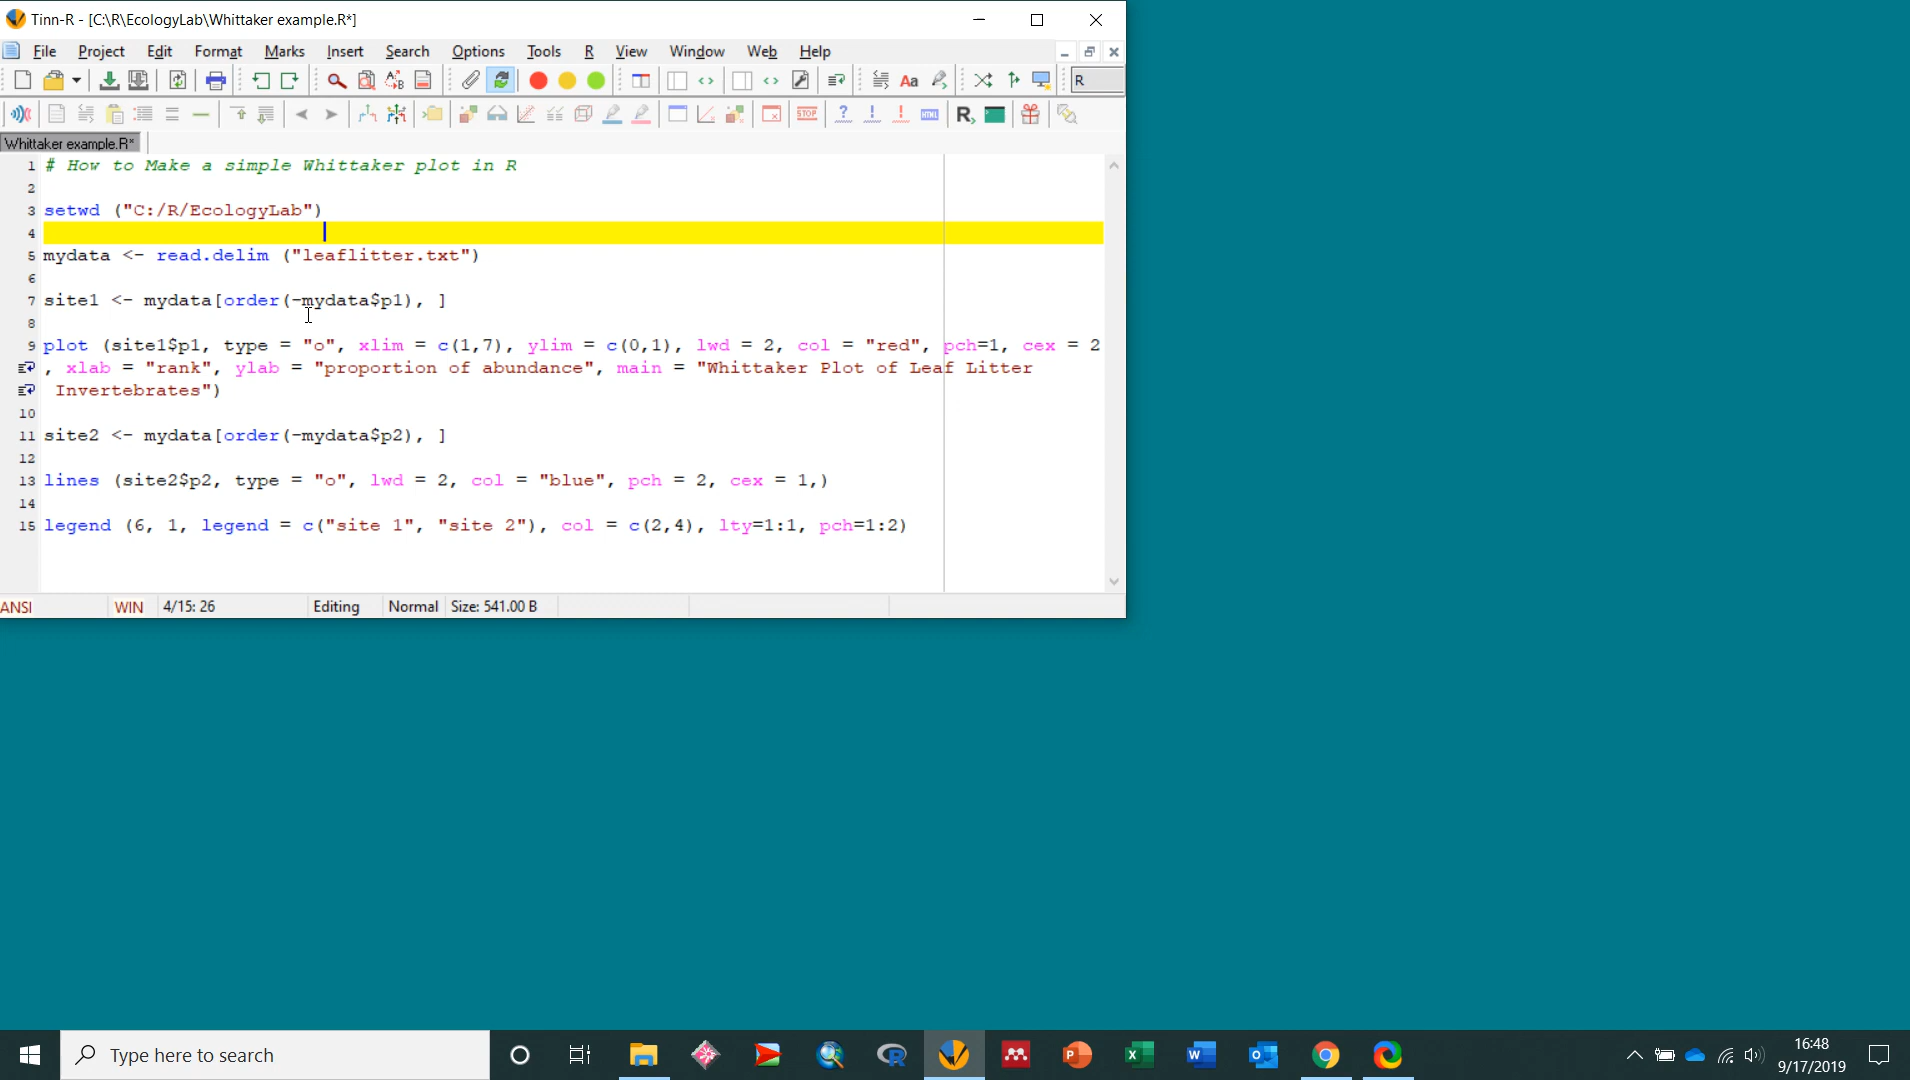 Tinn-R - [C:\R\EcologyLab\Whittaker example.R*]
File Project Edit Format Marks Insert Search Options Tools R View Window Web Help
R
Whittaker example.R*
1 # How to Make a simple Whittaker plot in R
2
3 setwd ("C:/R/EcologyLab")
4
5 mydata <- read.delim ("leaflitter.txt")
6
7 site1 <- mydata[order(-mydata$p1), ]
8
9 plot (site1$p1, type = "o", xlim = c(1,7), ylim = c(0,1), lwd = 2, col = "red", pch=1, cex = 2
, xlab = "rank", ylab = "proportion of abundance", main = "Whittaker Plot of Leaf Litter
Invertebrates")
10
11 site2 <- mydata[order(-mydata$p2), ]
12
13 lines (site2$p2, type = "o", lwd = 2, col = "blue", pch = 2, cex = 1,)
14
15 legend (6, 1, legend = c("site 1", "site 2"), col = c(2,4), lty=1:1, pch=1:2)
ANSI WIN 4/15: 26 Editing Normal Size: 541.00 B
Type here to search
16:48
9/17/2019